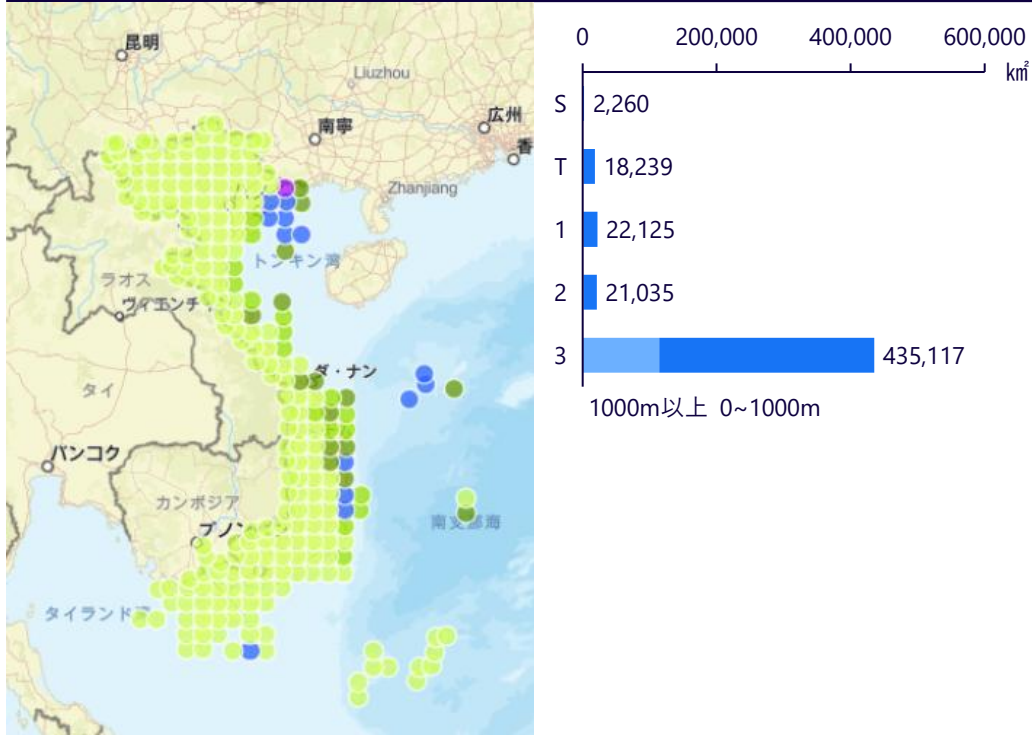 昆明
Liuzhou
広州
南寧
香
Zhanjiang
トンキン湾
ラオス
ヴィエンチ
ダ・ナン
タイ
バンコク
カンボジア
プノン
南支那海
タイランド湾
0 200,000 400,000 600,000
㎢
S 2,260
T 18,239
1 22,125
2 21,035
3 435,117
1000m以上 0~1000m